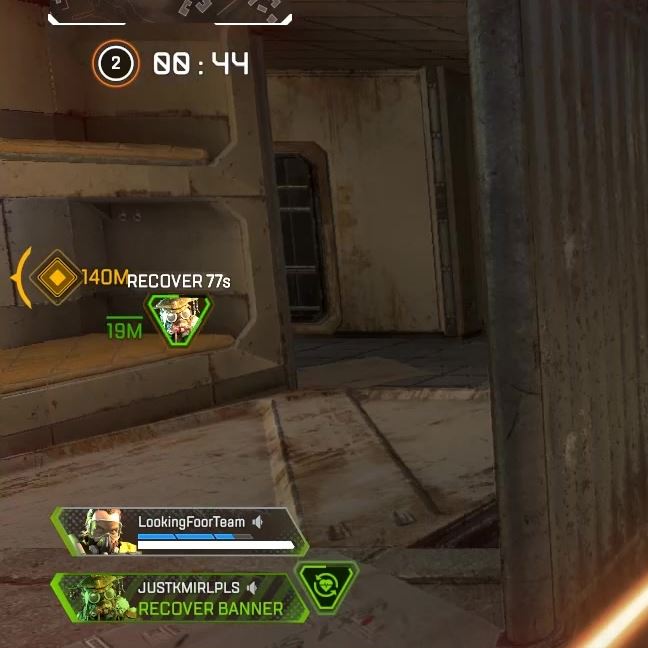 2 00:44
140M RECOVER 77s
19M
LookingFoorTeam
JUSTKMIRLPLS
RECOVER BANNER